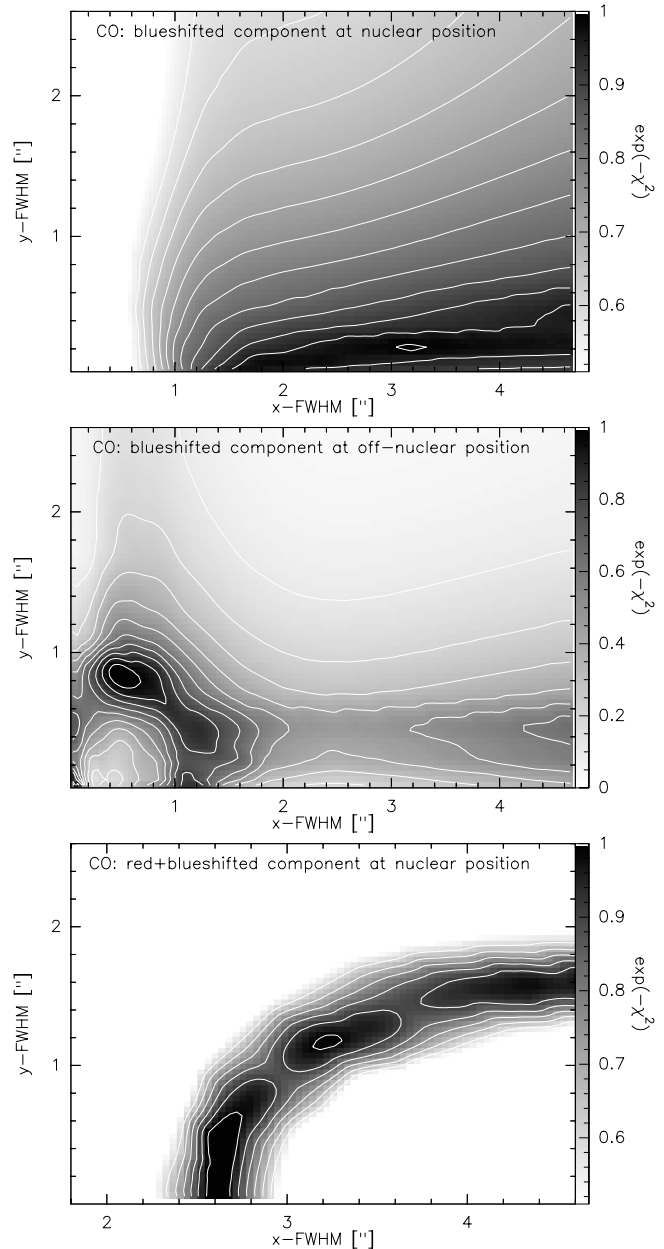 CO: blueshifted component at nuclear position
y-FWHM ["]
2
1
1 2 3 4
x-FWHM ["]
1
0.9
0.8
0.7
0.6
exp(-χ²)
CO: blueshifted component at off-nuclear position
y-FWHM ["]
2
1
1 2 3 4
x-FWHM ["]
1
0.8
0.6
0.4
0.2
0
exp(-χ²)
CO: red+blueshifted component at nuclear position
y-FWHM ["]
2
1
2 3 4
x-FWHM ["]
1
0.9
0.8
0.7
0.6
exp(-χ²)